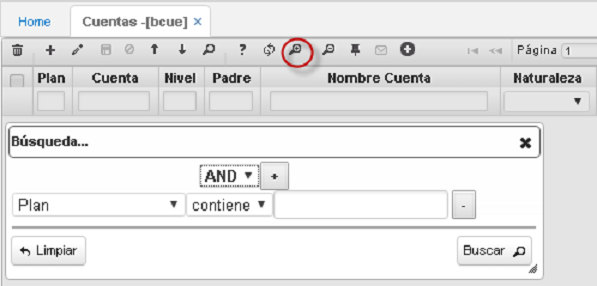 Home Cuentas -[bcue] ×
? Página 1
Plan Cuenta Nivel Padre Nombre Cuenta Naturaleza
Búsqueda...
AND +
Plan contiene -
Limpiar Buscar